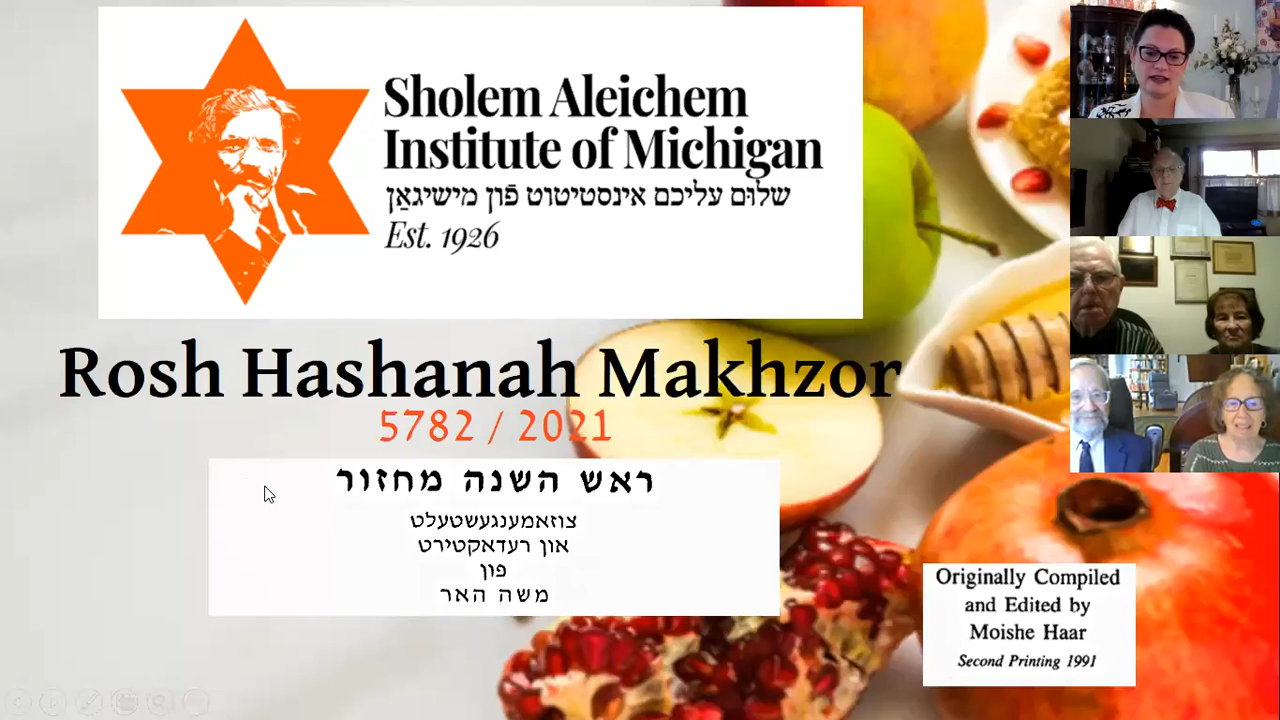 Sholem Aleichem
Institute of Michigan
שלום עליכם אינסטיטוט פֿון מישיגאַן
Est. 1926
Rosh Hashanah Makhzor
5782 / 2021
ראש השנה מחזור
צוזאמענגעשטעלט
און רעדאקטירט
פון
משה האר
Originally Compiled
and Edited by
Moishe Haar
Second Printing 1991